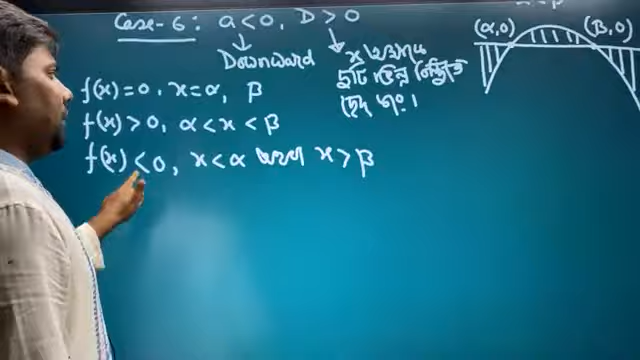 Case-6: a<0, D>0
Downward
x অক্ষকে
দুটি ভিন্ন বিন্দুতে
ছেদ করে।
(α,0) (β,0)
f(x)=0, x=α, β
f(x)>0, α<x<β
f(x)<0, x<α অথবা x>β